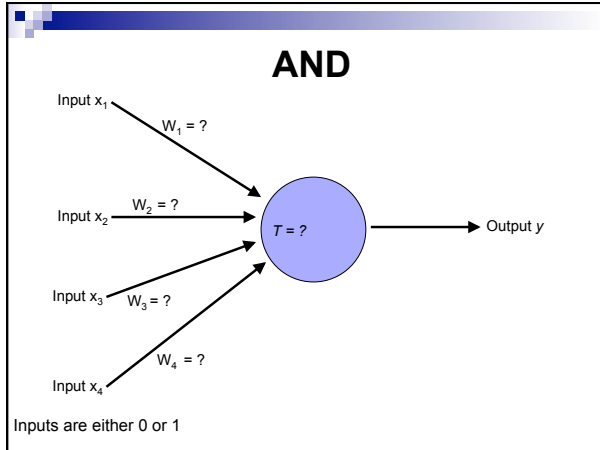 AND
Input x₁
W₁ = ?
Input x₂
W₂ = ?
T = ?
Output y
Input x₃
W₃ = ?
W₄ = ?
Input x₄
Inputs are either 0 or 1